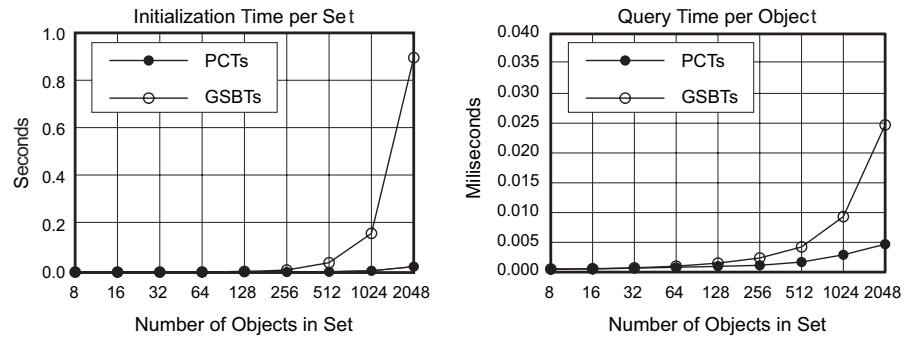 Initialization Time per Set
1.0
0.8
0.6
0.4
0.2
0.0
Seconds
PCTs
GSBTs
8 16 32 64 128 256 512 1024 2048
Number of Objects in Set
Query Time per Object
0.040
0.035
0.030
0.025
0.020
0.015
0.010
0.005
0.000
Miliseconds
PCTs
GSBTs
8 16 32 64 128 256 512 1024 2048
Number of Objects in Set